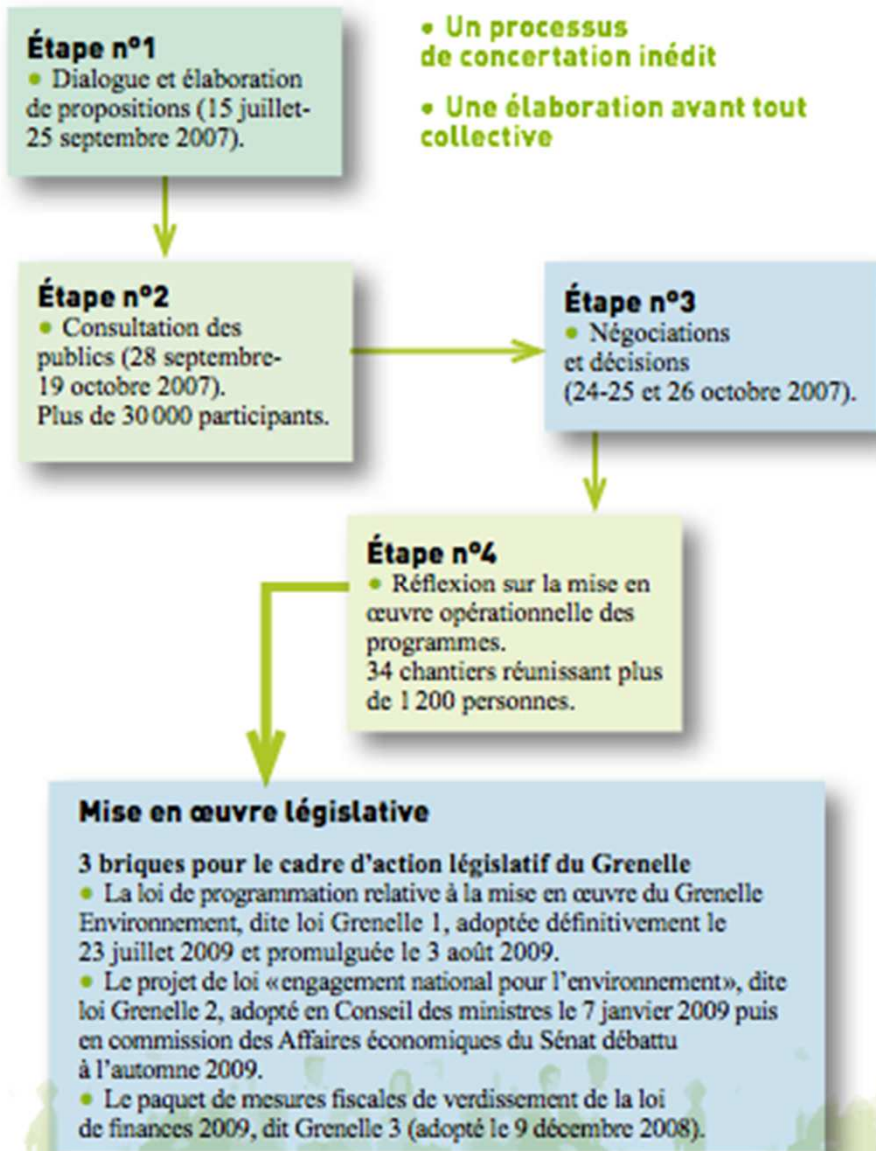 Étape n°1
• Dialogue et élaboration
de propositions (15 juillet-
25 septembre 2007).
• Un processus
de concertation inédit
• Une élaboration avant tout
collective
Étape n°2
• Consultation des
publics (28 septembre-
19 octobre 2007).
Plus de 30 000 participants.
Étape n°3
• Négociations
et décisions
(24-25 et 26 octobre 2007).
Étape n°4
• Réflexion sur la mise en
œuvre opérationnelle des
programmes.
34 chantiers réunissant plus
de 1 200 personnes.
Mise en œuvre législative
3 briques pour le cadre d'action législatif du Grenelle
• La loi de programmation relative à la mise en œuvre du Grenelle
Environnement, dite loi Grenelle 1, adoptée définitivement le
23 juillet 2009 et promulguée le 3 août 2009.
• Le projet de loi «engagement national pour l'environnement», dite
loi Grenelle 2, adopté en Conseil des ministres le 7 janvier 2009 puis
en commission des Affaires économiques du Sénat débattu
à l'automne 2009.
• Le paquet de mesures fiscales de verdissement de la loi
de finances 2009, dit Grenelle 3 (adopté le 9 décembre 2008).